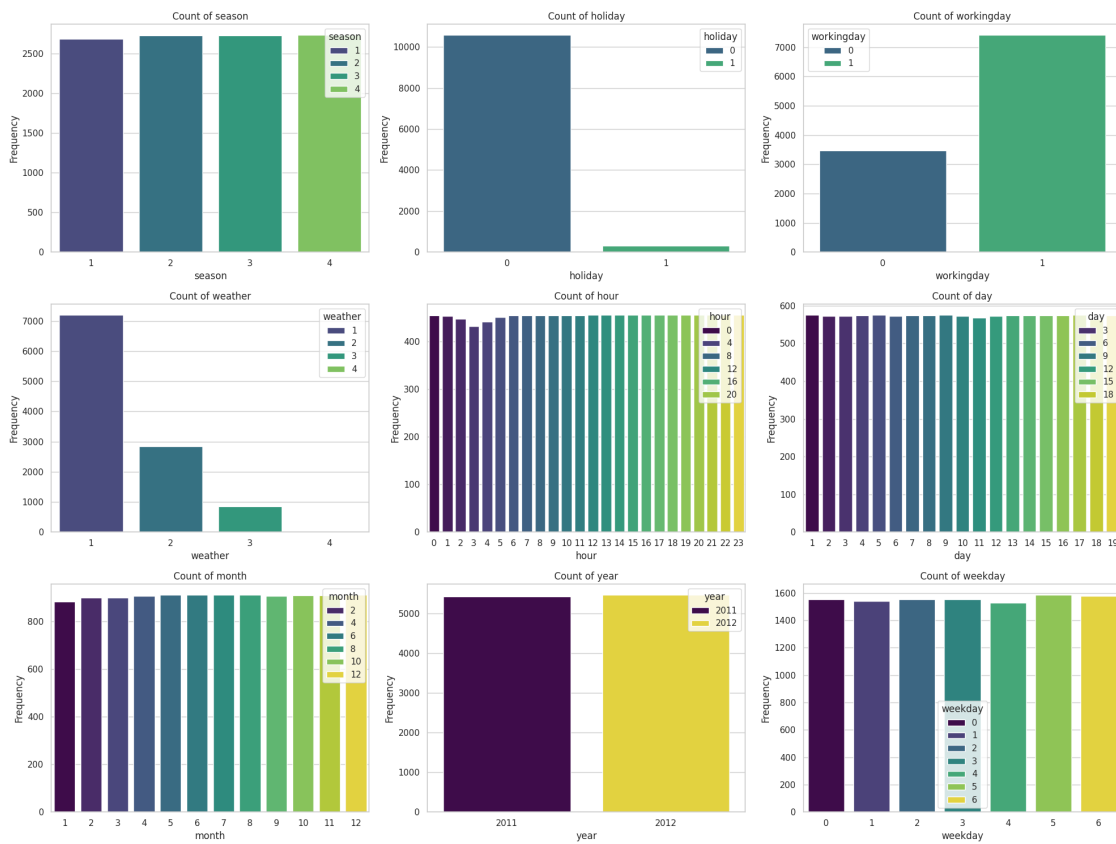 Count of season
Frequency
2500
2000
1500
1000
500
0
season
1
2
3
4
1 2 3 4
season
Count of holiday
Frequency
10000
8000
6000
4000
2000
0
holiday
0
1
0 1
holiday
Count of workingday
Frequency
7000
6000
5000
4000
3000
2000
1000
0
workingday
0
1
0 1
workingday
Count of weather
Frequency
7000
6000
5000
4000
3000
2000
1000
0
weather
1
2
3
4
1 2 3 4
weather
Count of hour
Frequency
400
300
200
100
0
hour
0
4
8
12
16
20
0 1 2 3 4 5 6 7 8 9 10 11 12 13 14 15 16 17 18 19 20 21 22 23
hour
Count of day
Frequency
600
500
400
300
200
100
0
day
3
6
9
12
15
18
1 2 3 4 5 6 7 8 9 10 11 12 13 14 15 16 17 18 19
day
Count of month
Frequency
800
600
400
200
0
month
2
4
6
8
10
12
1 2 3 4 5 6 7 8 9 10 11 12
month
Count of year
Frequency
5000
4000
3000
2000
1000
0
year
2011
2012
2011 2012
year
Count of weekday
Frequency
1600
1400
1200
1000
800
600
400
200
0
weekday
0
1
2
3
4
5
6
0 1 2 3 4 5 6
weekday